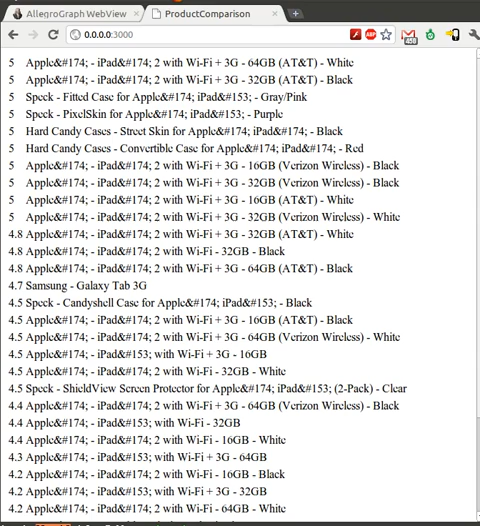 AllegroGraph WebView
ProductComparison
0.0.0.0:3000
5 Apple&#174; - iPad&#174; 2 with Wi-Fi + 3G - 64GB (AT&T) - White
5 Apple&#174; - iPad&#174; 2 with Wi-Fi + 3G - 32GB (AT&T) - Black
5 Speck - Fitted Case for Apple&#174; iPad&#153; - Gray/Pink
5 Speck - PixelSkin for Apple&#174; iPad&#153; - Purple
5 Hard Candy Cases - Street Skin for Apple&#174; iPad&#174; - Black
5 Hard Candy Cases - Convertible Case for Apple&#174; iPad&#174; - Red
5 Apple&#174; - iPad&#174; 2 with Wi-Fi + 3G - 16GB (Verizon Wireless) - Black
5 Apple&#174; - iPad&#174; 2 with Wi-Fi + 3G - 32GB (Verizon Wireless) - Black
5 Apple&#174; - iPad&#174; 2 with Wi-Fi + 3G - 16GB (AT&T) - White
5 Apple&#174; - iPad&#174; 2 with Wi-Fi + 3G - 32GB (Verizon Wireless) - White
4.8 Apple&#174; - iPad&#174; 2 with Wi-Fi + 3G - 32GB (AT&T) - White
4.8 Apple&#174; - iPad&#174; 2 with Wi-Fi - 32GB - Black
4.8 Apple&#174; - iPad&#174; 2 with Wi-Fi + 3G - 64GB (AT&T) - Black
4.7 Samsung - Galaxy Tab 3G
4.5 Speck - Candyshell Case for Apple&#174; iPad&#153; - Black
4.5 Apple&#174; - iPad&#174; 2 with Wi-Fi + 3G - 16GB (AT&T) - Black
4.5 Apple&#174; - iPad&#174; 2 with Wi-Fi + 3G - 64GB (Verizon Wireless) - White
4.5 Apple&#174; - iPad&#153; with Wi-Fi + 3G - 16GB
4.5 Apple&#174; - iPad&#174; 2 with Wi-Fi - 32GB - White
4.5 Speck - ShieldView Screen Protector for Apple&#174; iPad&#153; (2-Pack) - Clear
4.4 Apple&#174; - iPad&#174; 2 with Wi-Fi + 3G - 64GB (Verizon Wireless) - Black
4.4 Apple&#174; - iPad&#153; with Wi-Fi - 32GB
4.4 Apple&#174; - iPad&#174; 2 with Wi-Fi - 16GB - White
4.3 Apple&#174; - iPad&#153; with Wi-Fi + 3G - 64GB
4.2 Apple&#174; - iPad&#174; 2 with Wi-Fi - 16GB - Black
4.2 Apple&#174; - iPad&#153; with Wi-Fi + 3G - 32GB
4.2 Apple&#174; - iPad&#174; 2 with Wi-Fi - 64GB - White